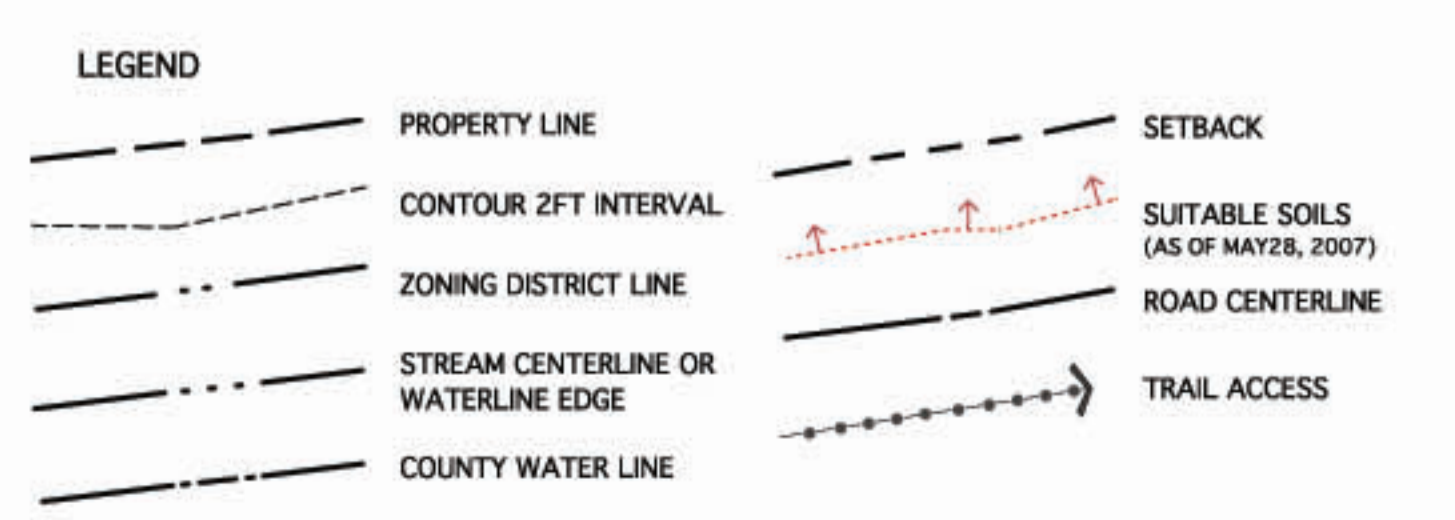 LEGEND
PROPERTY LINE
CONTOUR 2FT INTERVAL
ZONING DISTRICT LINE
STREAM CENTERLINE OR
WATERLINE EDGE
COUNTY WATER LINE
SETBACK
SUITABLE SOILS
(AS OF MAY28, 2007)
ROAD CENTERLINE
TRAIL ACCESS